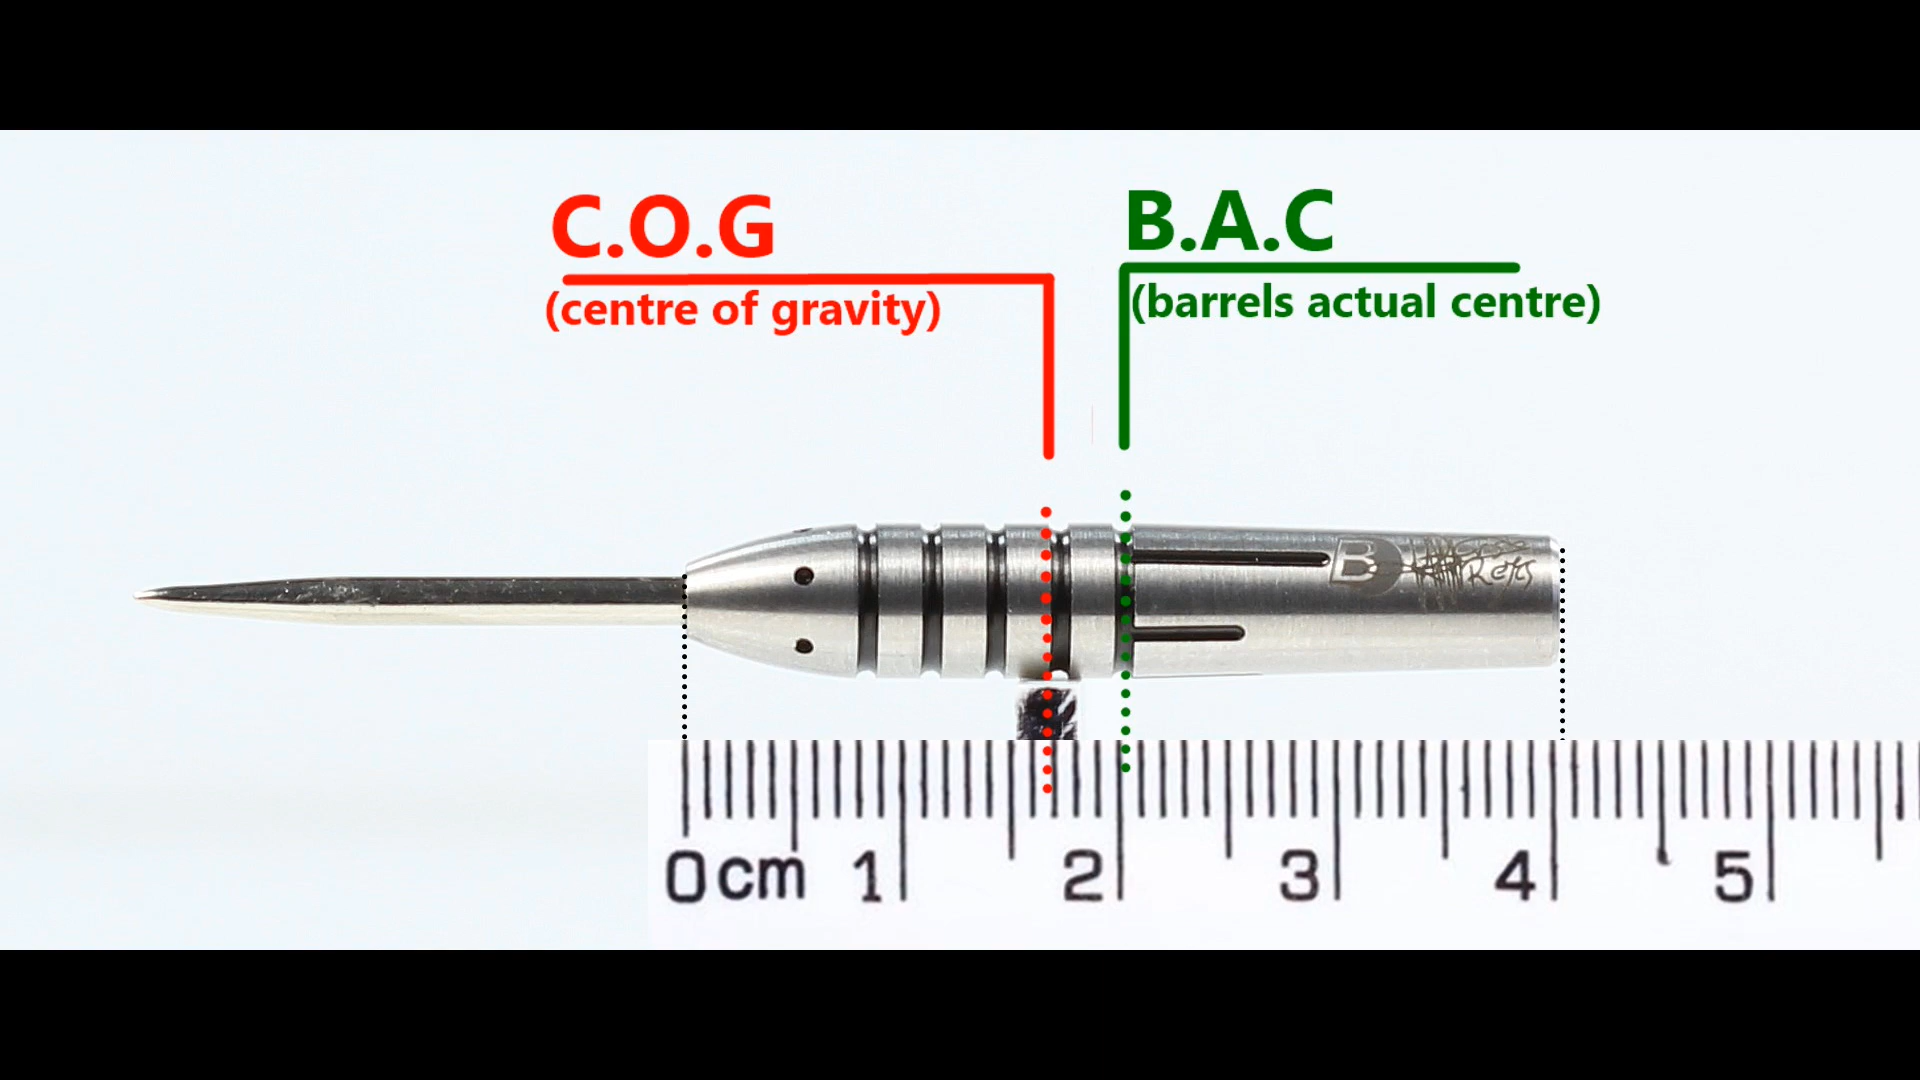 C.O.G
(centre of gravity)
B.A.C
(barrels actual centre)
B
0cm 1 2 3 4 5